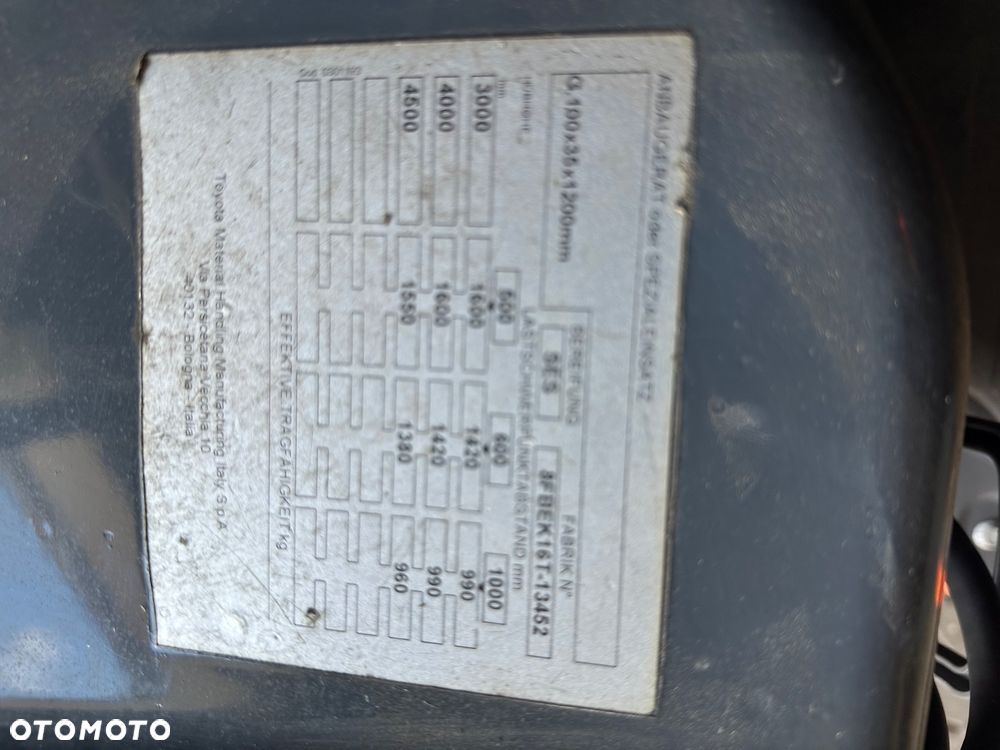 ANBAUGERÄT oder SPEZIALEINSATZ
G.100x35x1200mm
BEREIFUNG
FABRIK N°
SES
8FBEK16T-13452
LASTSCHWERPUNKTABSTAND mm
mm
500
600
1000
3000 1600 1420 990
4000 1600 1420 990
4500 1550 1380 960
EFFEKTIVE TRAGFÄHIGKEIT kg
Toyota Material Handling Manufacturing Italy S.p.A
Via Persicetana Vecchia 10
40132 - Bologna - Italia
OTOMOTO